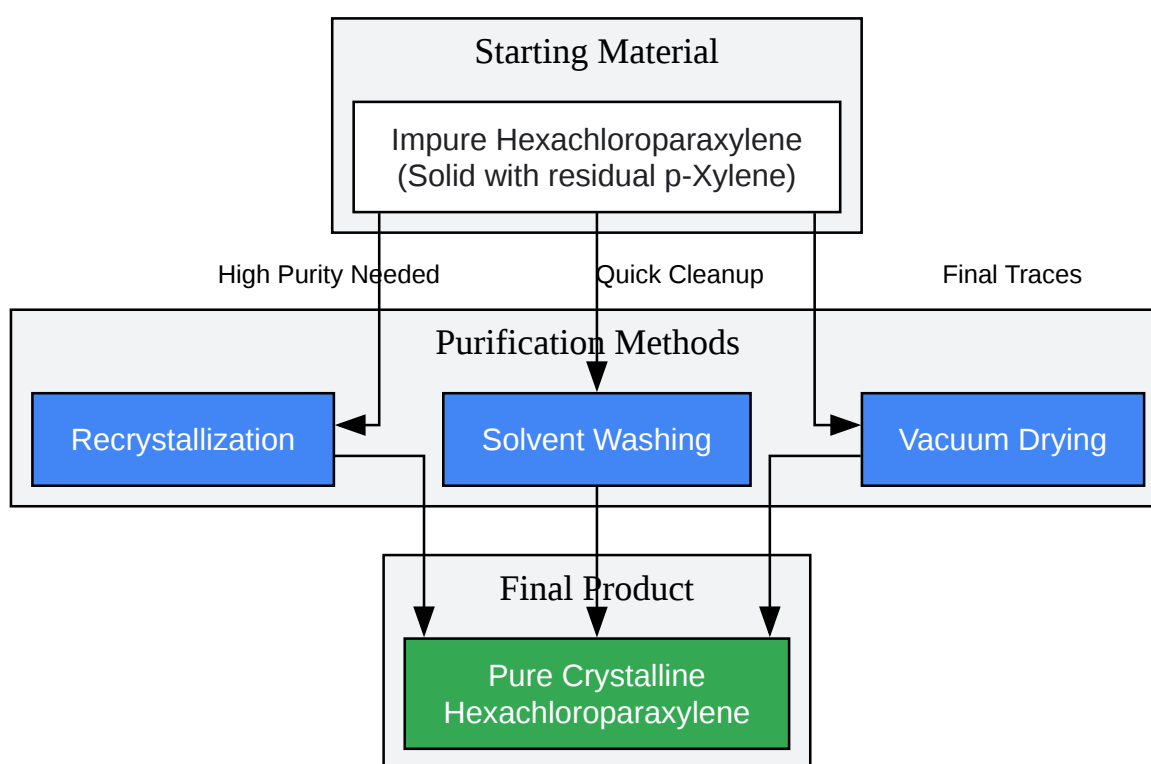 Starting Material
Impure Hexachloroparaxylene
(Solid with residual p-Xylene)
High Purity Needed
Quick Cleanup
Final Traces
Purification Methods
Recrystallization
Solvent Washing
Vacuum Drying
Final Product
Pure Crystalline
Hexachloroparaxylene